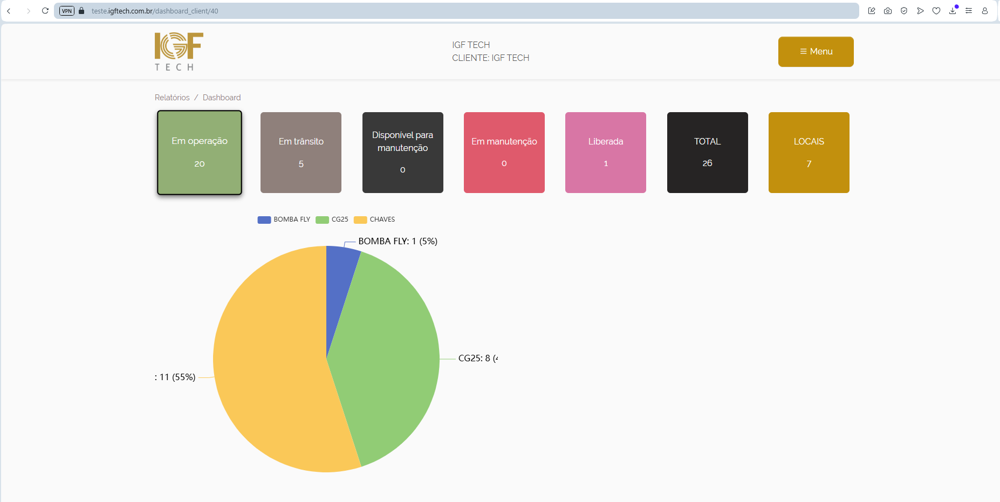 VPN
teste.igftech.com.br/dashboard_client/40
IGF
TECH
IGF TECH
CLIENTE: IGF TECH
Menu
Relatórios / Dashboard
Em operação
20
Em trânsito
5
Disponível para
manutenção
0
Em manutenção
0
Liberada
1
TOTAL
26
LOCAIS
7
BOMBA FLY CG25 CHAVES
BOMBA FLY: 1 (5%)
CG25: 8 (
: 11 (55%)